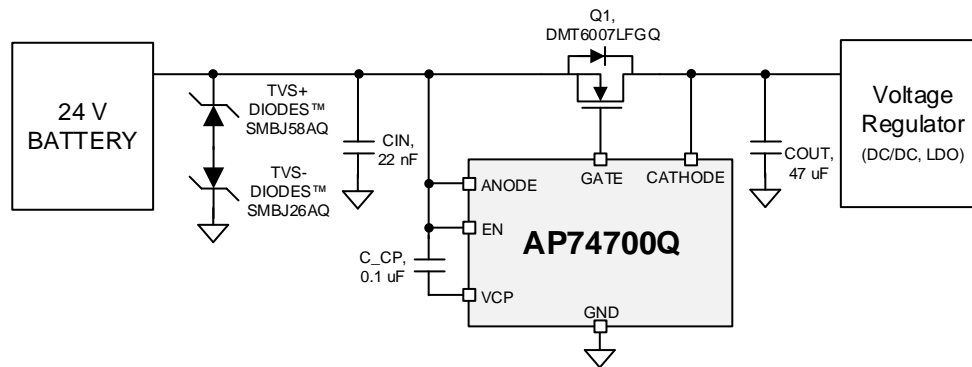 Q1,
DMT6007LFGQ
24 V
BATTERY
TVS+
DIODES™
SMBJ58AQ
TVS-
DIODES™
SMBJ26AQ
CIN,
22 nF
C_CP,
0.1 uF
ANODE
EN
VCP
GATE
CATHODE
AP74700Q
GND
COUT,
47 uF
Voltage
Regulator
(DC/DC, LDO)